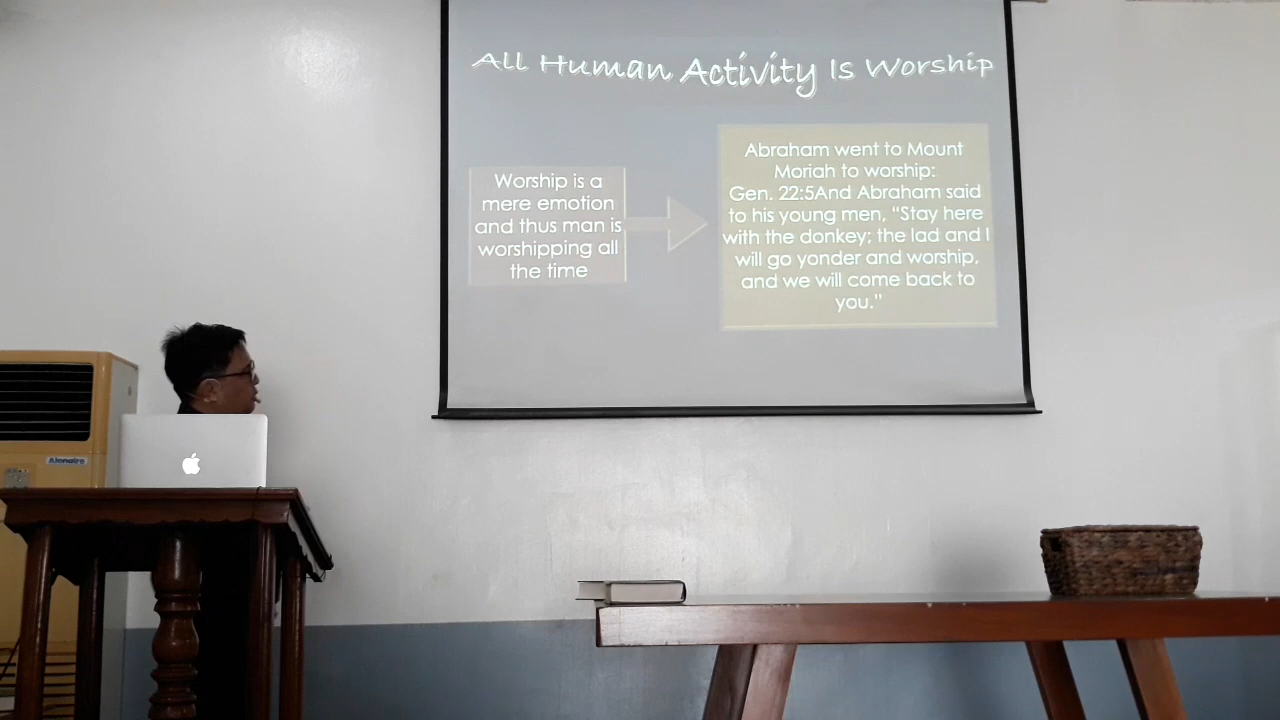 All Human Activity Is Worship
Worship is a
mere emotion
and thus man is
worshipping all
the time
Abraham went to Mount
Moriah to worship:
Gen. 22:5And Abraham said
to his young men, “Stay here
with the donkey; the lad and I
will go yonder and worship,
and we will come back to
you.”
Alenaire